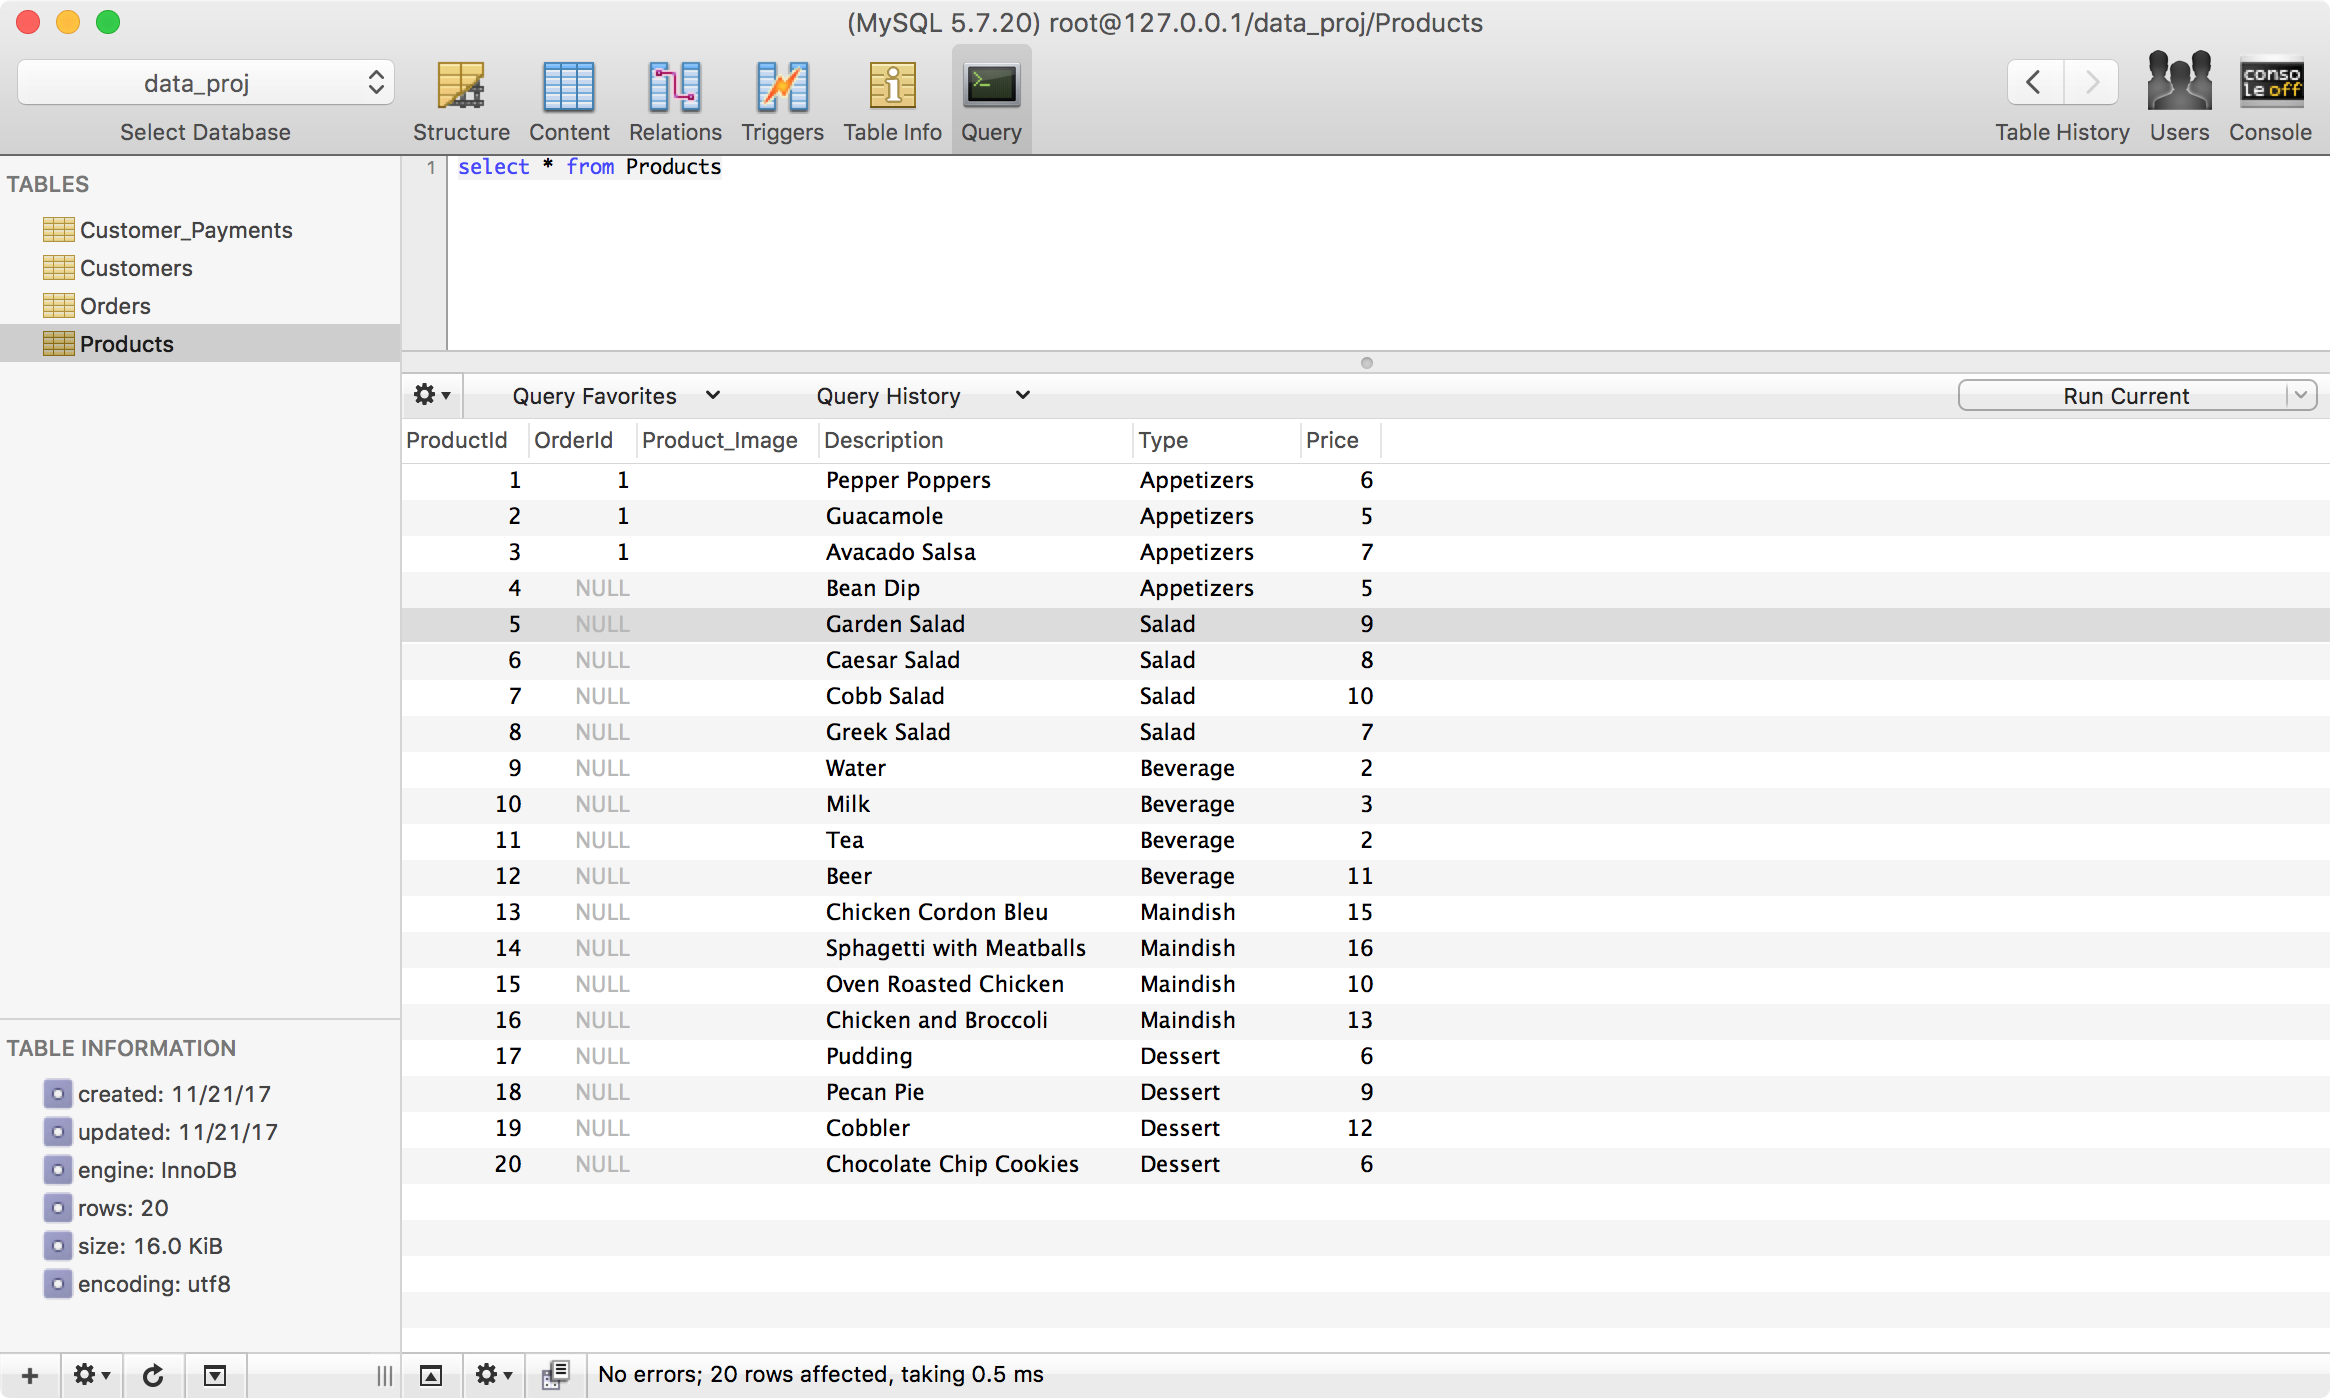 (MySQL 5.7.20) root@127.0.0.1/data_proj/Products
data_proj
Select Database
Structure Content Relations Triggers Table Info Query
conso
le off
Table History Users Console
TABLES
Customer_Payments
Customers
Orders
Products
1 select * from Products
Query Favorites Query History Run Current
ProductId OrderId Product_Image Description Type Price
1 1 Pepper Poppers Appetizers 6
2 1 Guacamole Appetizers 5
3 1 Avacado Salsa Appetizers 7
4 NULL Bean Dip Appetizers 5
5 NULL Garden Salad Salad 9
6 NULL Caesar Salad Salad 8
7 NULL Cobb Salad Salad 10
8 NULL Greek Salad Salad 7
9 NULL Water Beverage 2
10 NULL Milk Beverage 3
11 NULL Tea Beverage 2
12 NULL Beer Beverage 11
13 NULL Chicken Cordon Bleu Maindish 15
14 NULL Sphagetti with Meatballs Maindish 16
15 NULL Oven Roasted Chicken Maindish 10
16 NULL Chicken and Broccoli Maindish 13
17 NULL Pudding Dessert 6
18 NULL Pecan Pie Dessert 9
19 NULL Cobbler Dessert 12
20 NULL Chocolate Chip Cookies Dessert 6
TABLE INFORMATION
created: 11/21/17
updated: 11/21/17
engine: InnoDB
rows: 20
size: 16.0 KiB
encoding: utf8
No errors; 20 rows affected, taking 0.5 ms